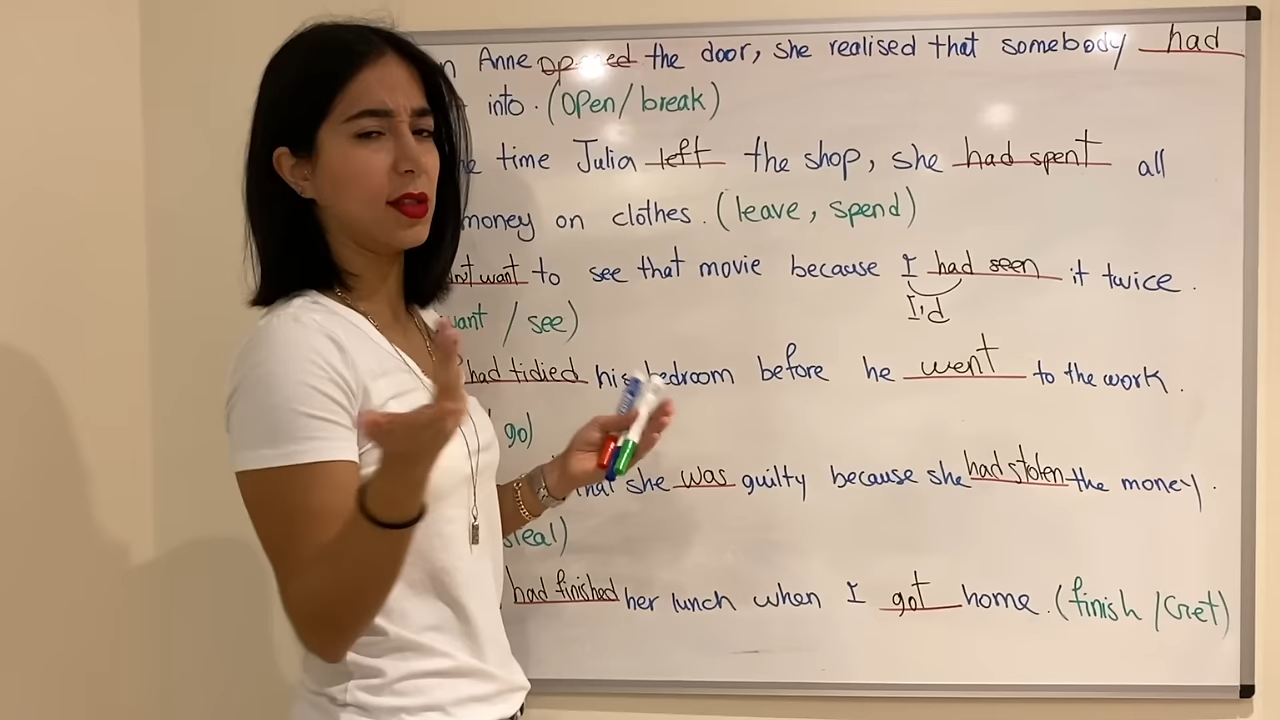 Anne opened the door, she realised that somebody had
into. (open/break)
time Julia left the shop, she had spent all
money on clothes. (leave, spend)
want to see that movie because I had seen it twice.
I'd
want / see)
had tidied his bedroom before he went to the work.
go)
that she was guilty because she had stolen the money.
steal)
had finished her lunch when I got home. (finish /Get)